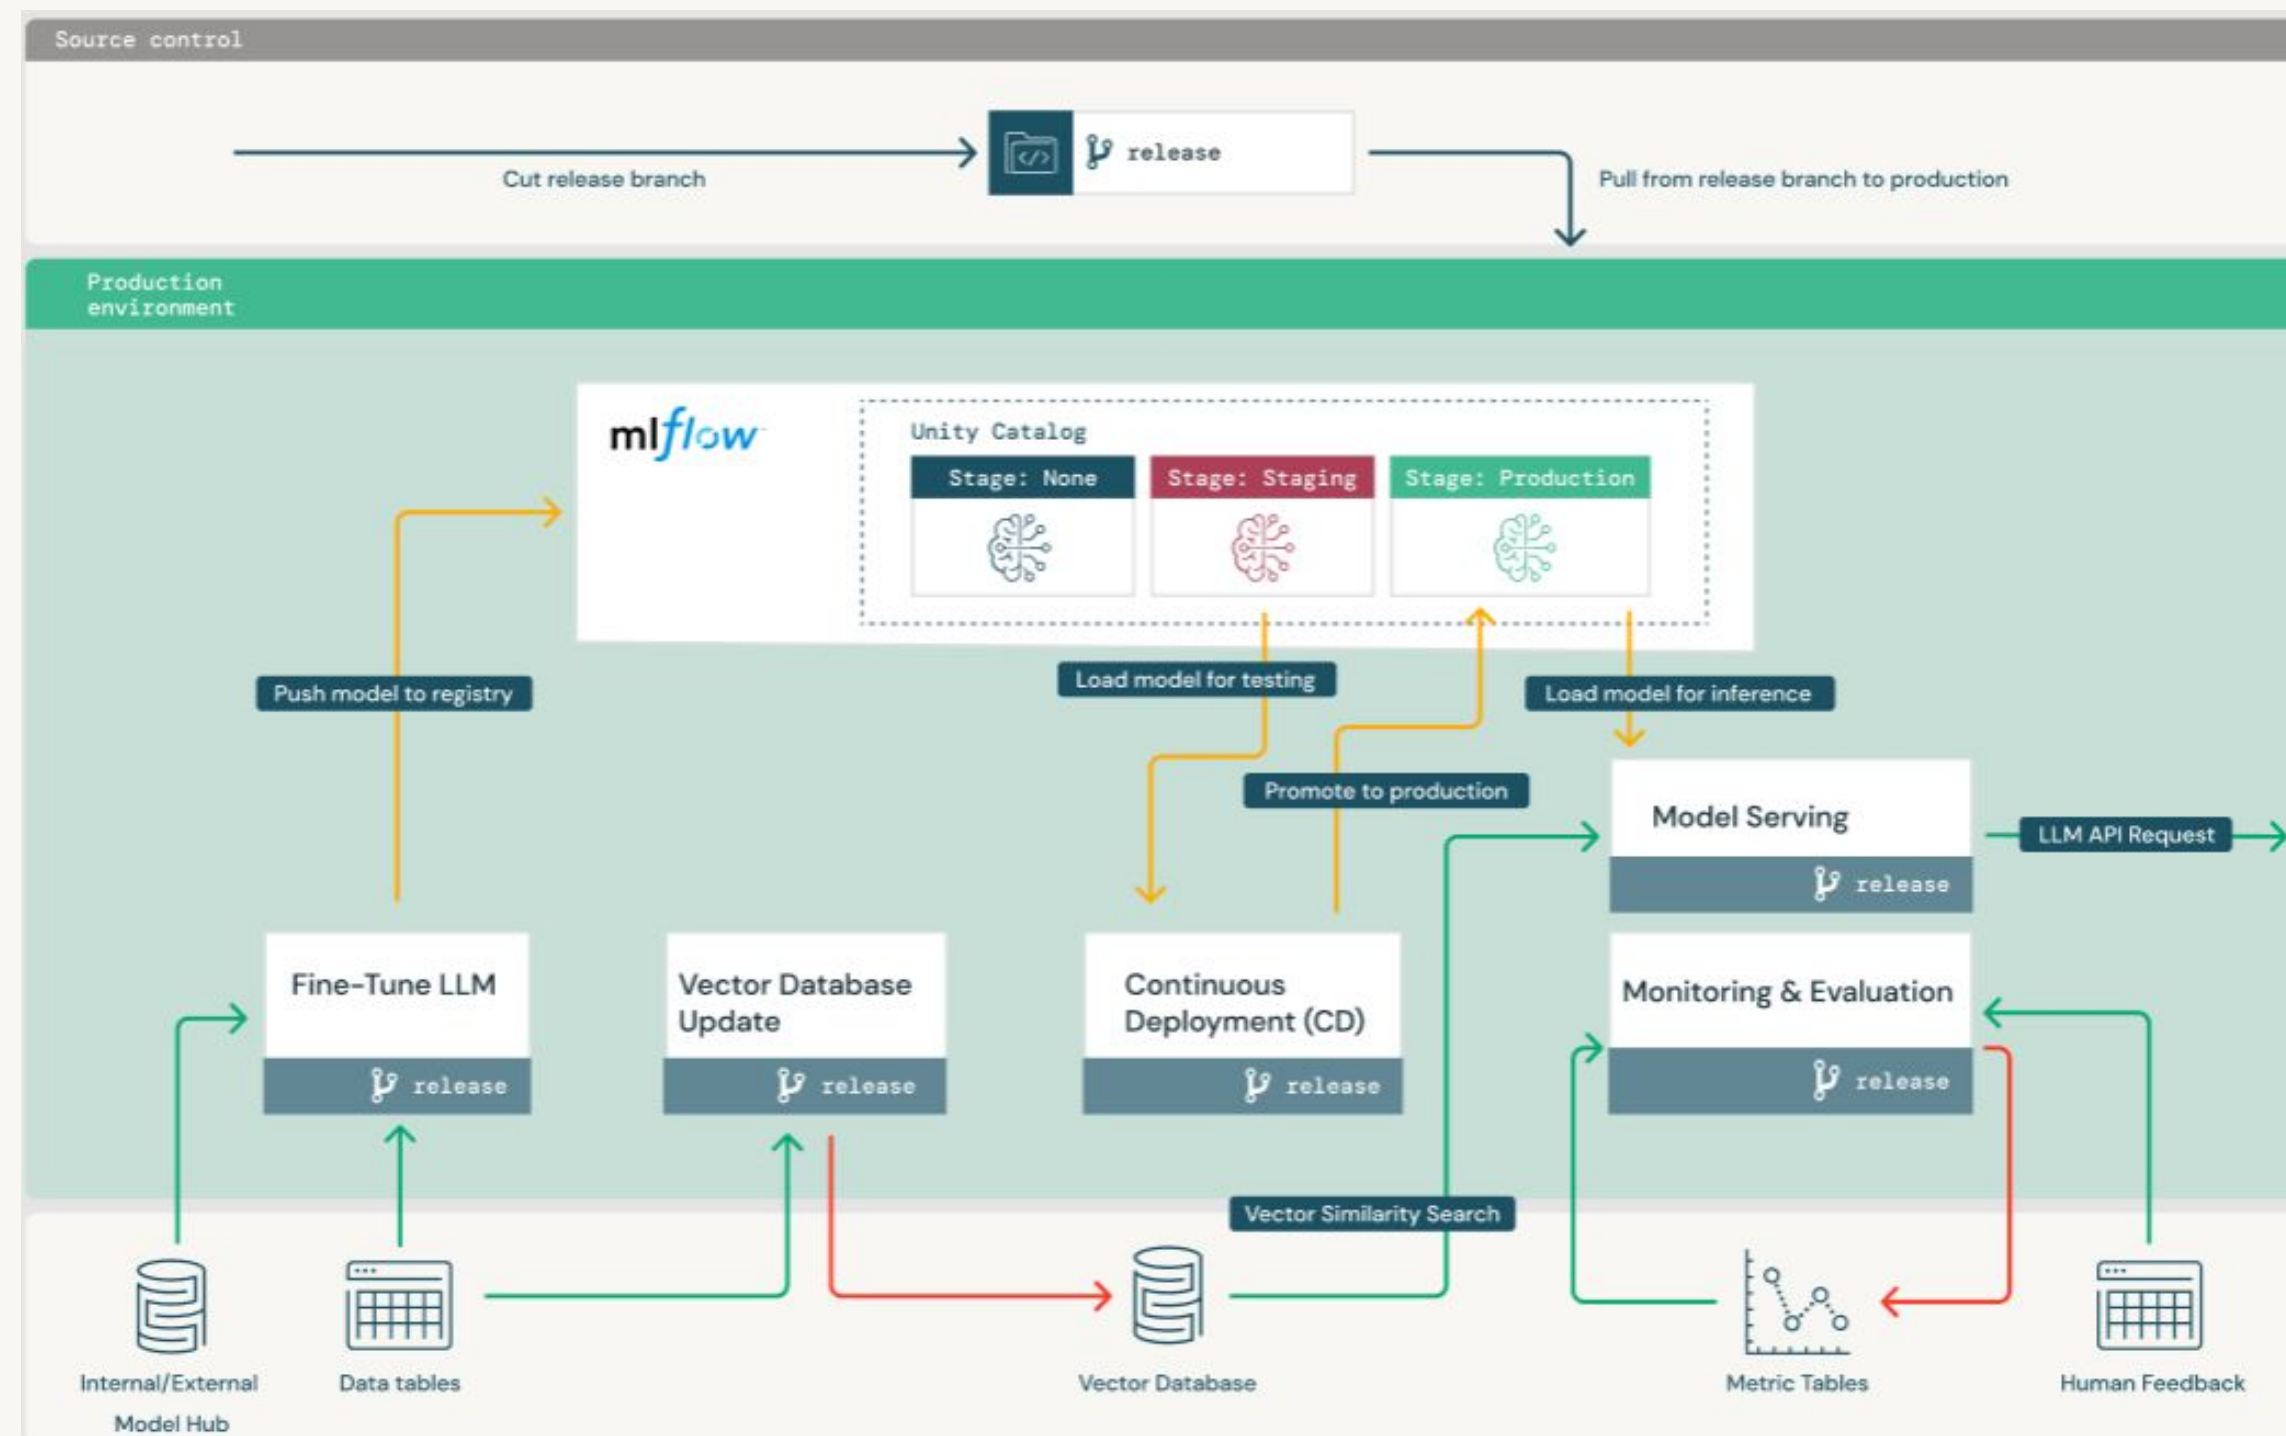 Source control
release
Cut release branch
Pull from release branch to production
Production
environment
mlflow
Unity Catalog
Stage: None
Stage: Staging
Stage: Production
Push model to registry
Load model for testing
Load model for inference
Promote to production
Model Serving
release
LLM API Request
Fine-Tune LLM
release
Vector Database
Update
release
Continuous
Deployment (CD)
release
Monitoring & Evaluation
release
Vector Similarity Search
Internal/External
Model Hub
Data tables
Vector Database
Metric Tables
Human Feedback